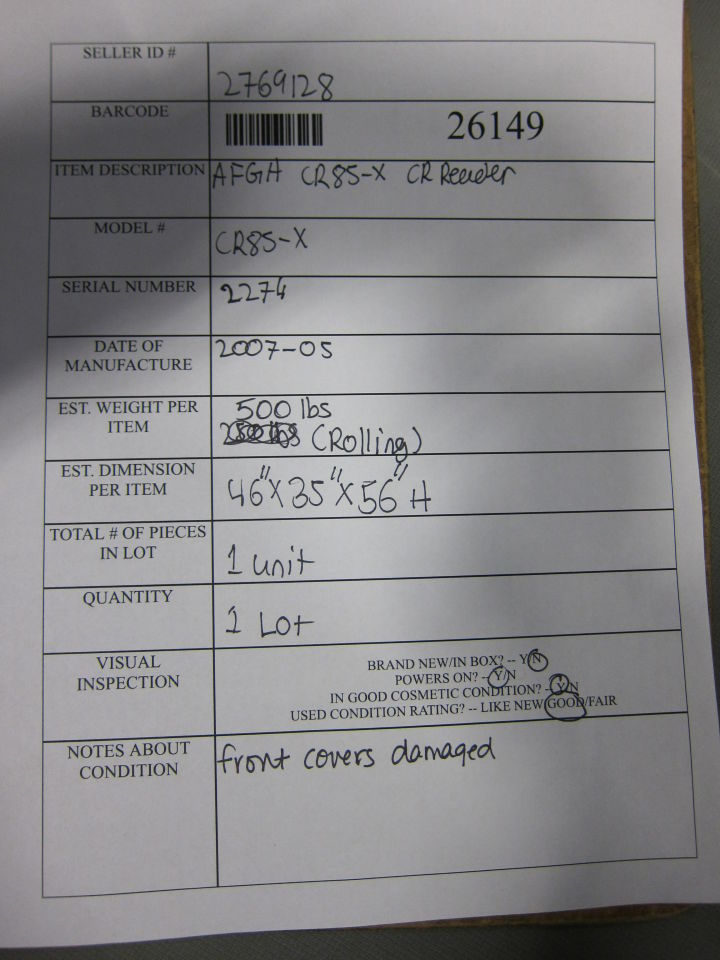 SELLER ID #
2769128
BARCODE
26149
ITEM DESCRIPTION
AFGA CR85-X CR Reader
MODEL #
CR85-X
SERIAL NUMBER
2274
DATE OF
MANUFACTURE
2007-05
EST. WEIGHT PER
ITEM
500 lbs
(Rolling)
EST. DIMENSION
PER ITEM
46" X 35" X 56" H
TOTAL # OF PIECES
IN LOT
1 unit
QUANTITY
1 Lot
VISUAL
INSPECTION
BRAND NEW/IN BOX? -- Y/N
POWERS ON? -- Y/N
IN GOOD COSMETIC CONDITION? -- Y/N
USED CONDITION RATING? -- LIKE NEW/GOOD/FAIR
NOTES ABOUT
CONDITION
front covers damaged